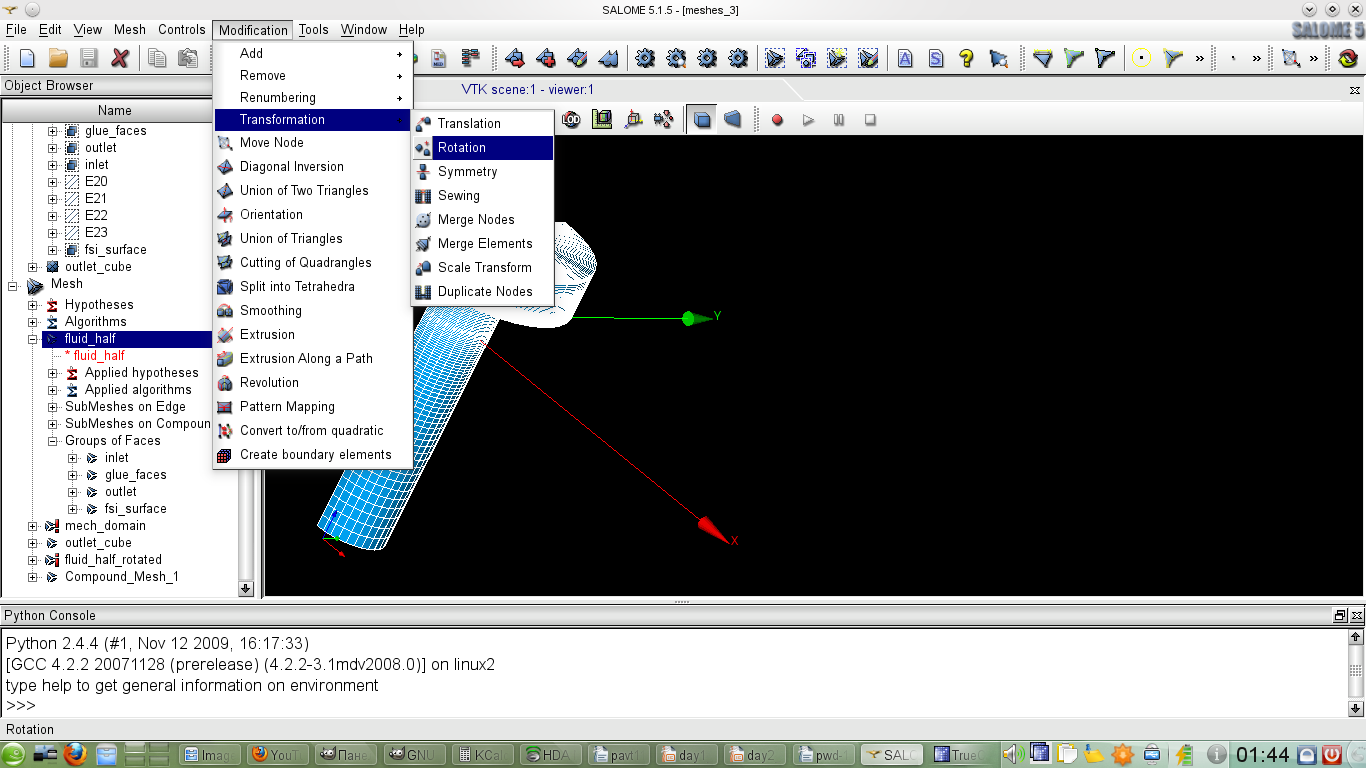 SALOME 5.1.5 - [meshes_3]
File Edit View Mesh Controls Modification Tools Window Help
SALOME 5
Object Browser
VTK scene:1 - viewer:1
Name
glue_faces
outlet
inlet
E20
E21
E22
E23
fsi_surface
outlet_cube
Mesh
Hypotheses
Algorithms
fluid_half
* fluid_half
Applied hypotheses
Applied algorithms
SubMeshes on Edge
SubMeshes on Compoun
Groups of Faces
inlet
glue_faces
outlet
fsi_surface
mech_domain
outlet_cube
fluid_half_rotated
Compound_Mesh_1
Add
Remove
Renumbering
Transformation
Move Node
Diagonal Inversion
Union of Two Triangles
Orientation
Union of Triangles
Cutting of Quadrangles
Split into Tetrahedra
Smoothing
Extrusion
Extrusion Along a Path
Revolution
Pattern Mapping
Convert to/from quadratic
Create boundary elements
Translation
Rotation
Symmetry
Sewing
Merge Nodes
Merge Elements
Scale Transform
Duplicate Nodes
LOD
Y
X
Python Console
Python 2.4.4 (#1, Nov 12 2009, 16:17:33)
[GCC 4.2.2 20071128 (prerelease) (4.2.2-3.1mdv2008.0)] on linux2
type help to get general information on environment
>>>
Rotation
Imag YouT Пане GNU KCal HDA pavt1 day1 day2 pwd-1 SALO TrueC 01:44